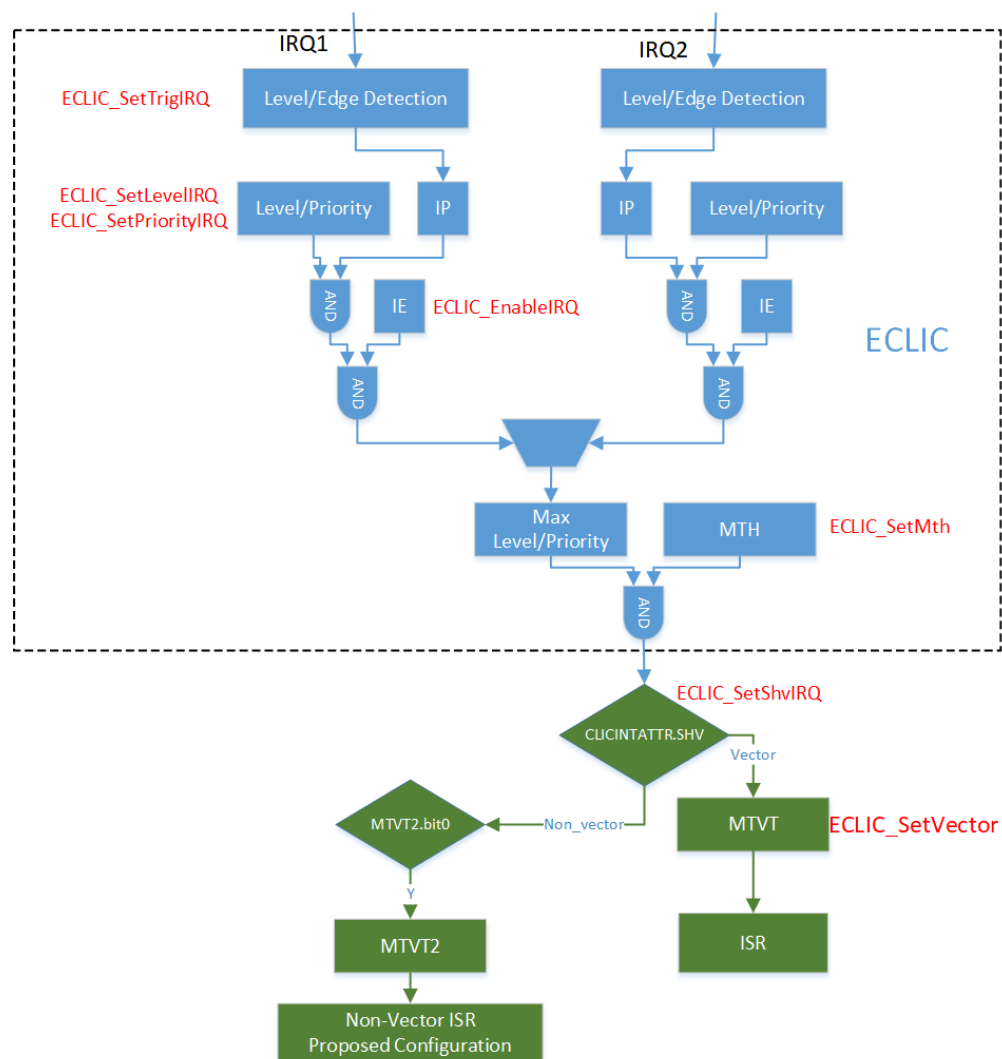 IRQ1
IRQ2
ECLIC_SetTrigIRQ
Level/Edge Detection
Level/Edge Detection
ECLIC_SetLevelIRQ
ECLIC_SetPriorityIRQ
Level/Priority
IP
IP
Level/Priority
AND
IE
ECLIC_EnableIRQ
AND
IE
ECLIC
AND
AND
Max
Level/Priority
MTH
ECLIC_SetMth
AND
ECLIC_SetShvIRQ
CLICINTATTR.SHV
Vector
MTVT2.bit0
Non_vector
MTVT
ECLIC_SetVector
Y
MTVT2
ISR
Non-Vector ISR
Proposed Configuration